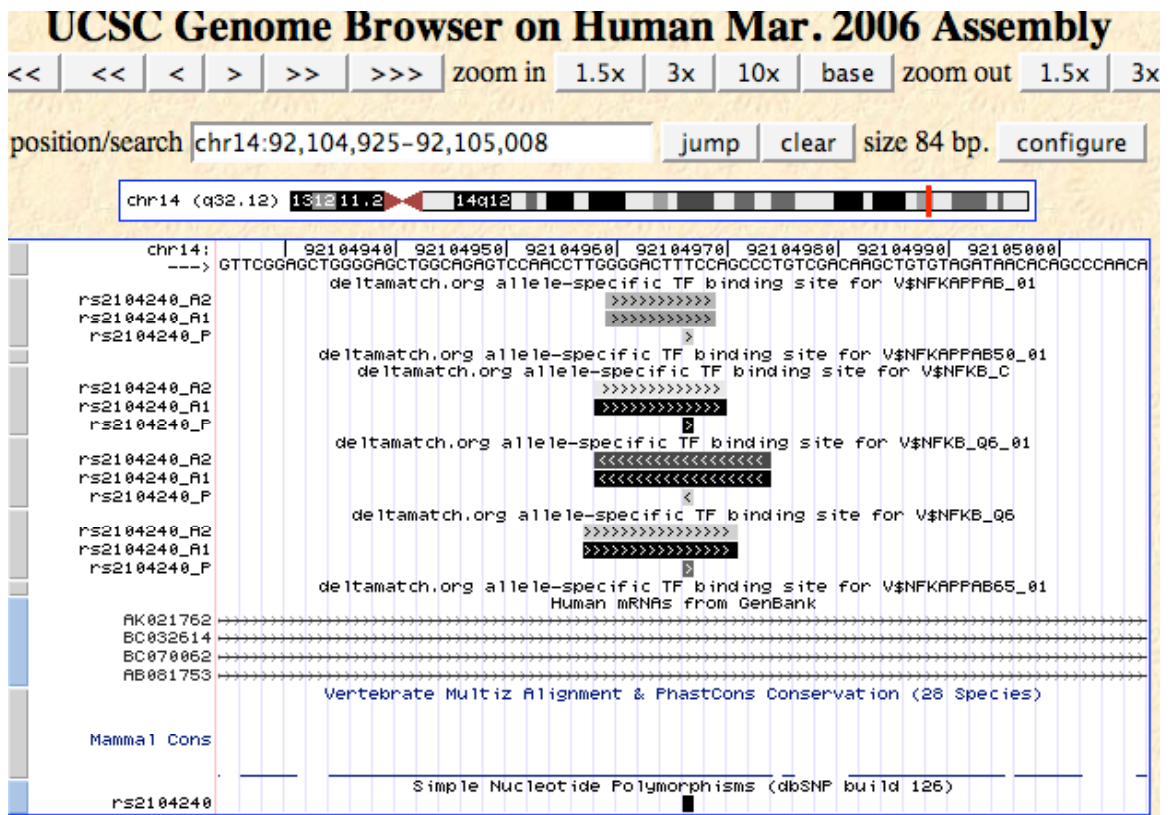 UCSC Genome Browser on Human Mar. 2006 Assembly
<< << < > >> >>> zoom in 1.5x 3x 10x base zoom out 1.5x 3x
position/search chr14:92,104,925-92,105,008 jump clear size 84 bp. configure
chr14 (q32.12) 1312 11.2 14q12
chr14: 92104940| 92104950| 92104960| 92104970| 92104980| 92104990| 92105000|
---> GTTCGGAGCTGGGGAGCTGGCAGAGTCCAACCTTGGGGACTTTCCAGCCCTGTCGACAAGCTGTGTAGATAACACAGCCCAACA
deltamatch.org allele-specific TF binding site for V$NFKAPPAB_01
rs2104240_A2 >>>>>>>>>>>
rs2104240_A1 >>>>>>>>>>>
rs2104240_P >
deltamatch.org allele-specific TF binding site for V$NFKAPPAB50_01
deltamatch.org allele-specific TF binding site for V$NFKB_C
rs2104240_A2 >>>>>>>>>>>>>
rs2104240_A1 >>>>>>>>>>>>>
rs2104240_P >
deltamatch.org allele-specific TF binding site for V$NFKB_Q6_01
rs2104240_A2 <<<<<<<<<<<<<<<<<<
rs2104240_A1 <<<<<<<<<<<<<<<<<<
rs2104240_P <
deltamatch.org allele-specific TF binding site for V$NFKB_Q6
rs2104240_A2 >>>>>>>>>>>>>>>>
rs2104240_A1 >>>>>>>>>>>>>>>>
rs2104240_P >
deltamatch.org allele-specific TF binding site for V$NFKAPPAB65_01
Human mRNAs from GenBank
AK021762
BC032614
BC070062
AB081753
Vertebrate Multiz Alignment & PhastCons Conservation (28 Species)
Mammal Cons
Simple Nucleotide Polymorphisms (dbSNP build 126)
rs2104240